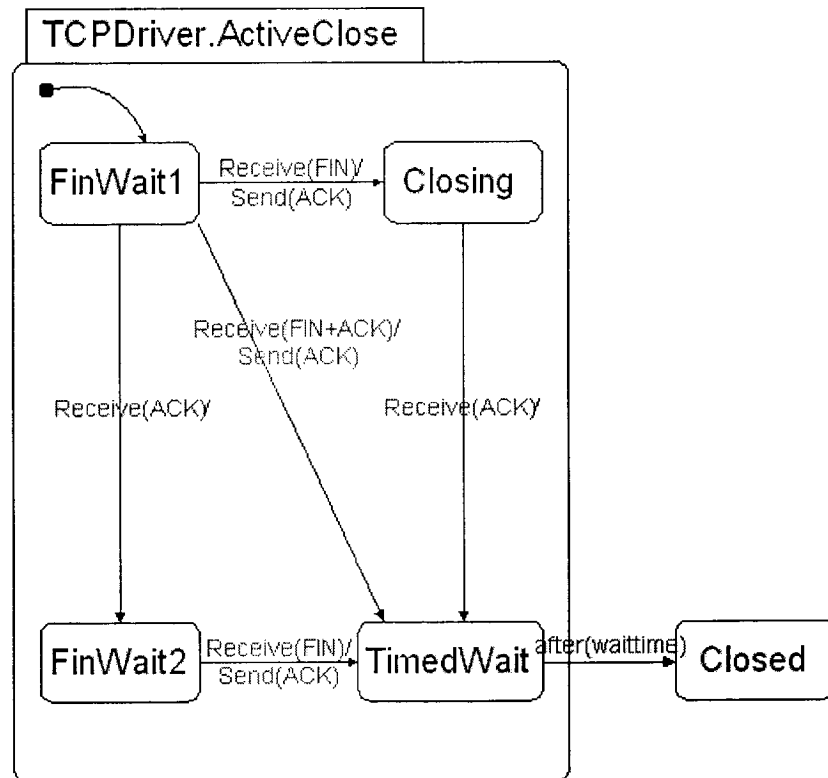 TCPDriver.ActiveClose
FinWait1
Receive(FIN)/
Send(ACK)
Closing
Receive(FIN+ACK)/
Send(ACK)
Receive(ACK)/
Receive(ACK)/
FinWait2
Receive(FIN)/
Send(ACK)
TimedWait
after(waittime)
Closed